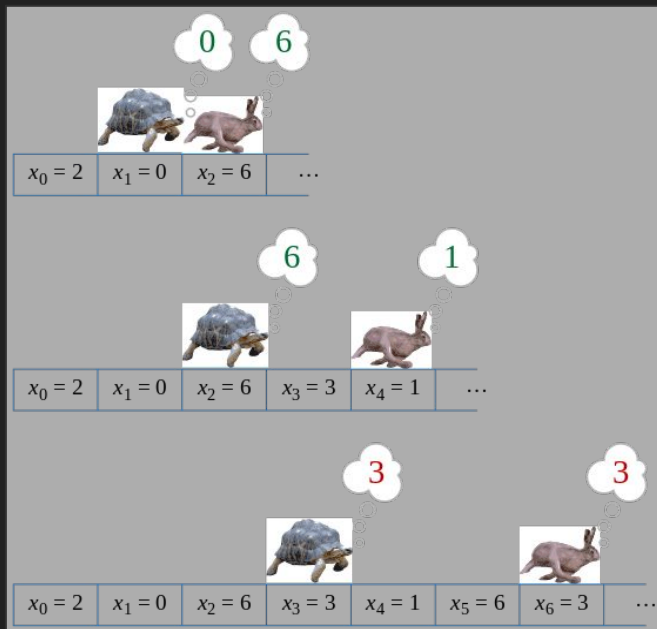 0 6
x₀ = 2 x₁ = 0 x₂ = 6 ...
6 1
x₀ = 2 x₁ = 0 x₂ = 6 x₃ = 3 x₄ = 1 ...
3 3
x₀ = 2 x₁ = 0 x₂ = 6 x₃ = 3 x₄ = 1 x₅ = 6 x₆ = 3 ...